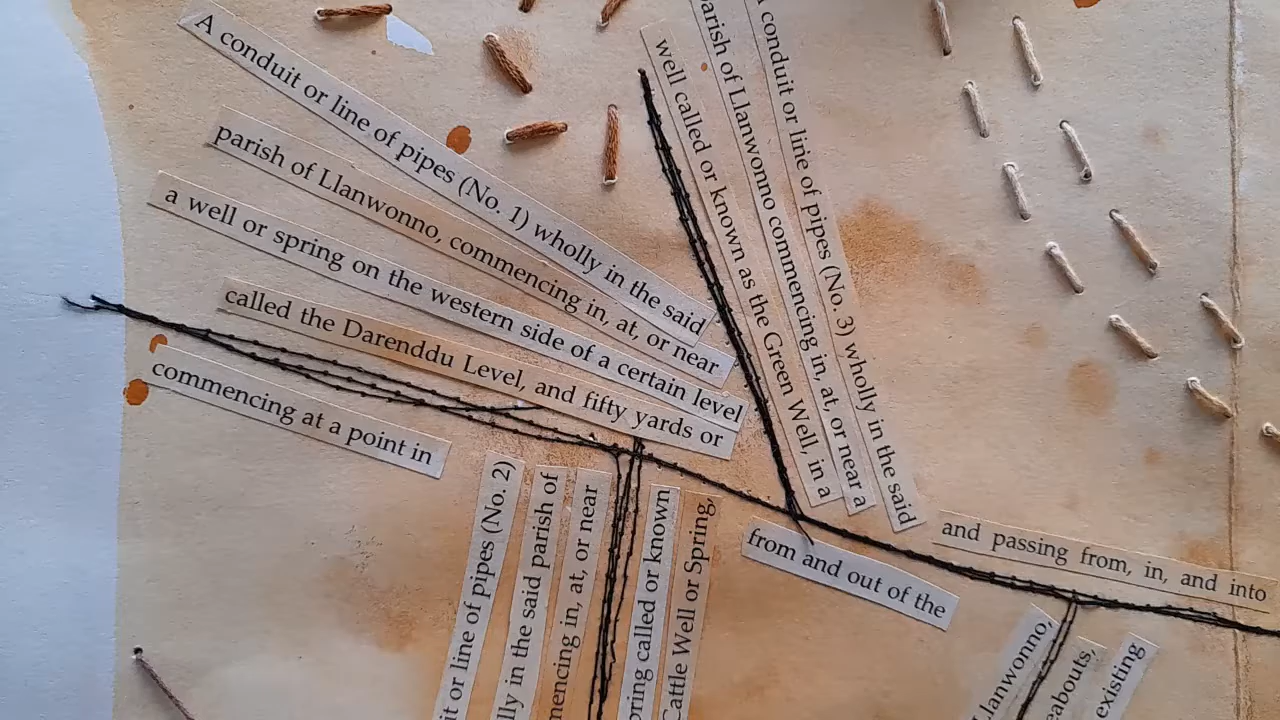 A conduit or line of pipes (No. 1) wholly in the said
parish of Llanwonno, commencing in, at, or near
a well or spring on the western side of a certain level
called the Darenddu Level, and fifty yards or
commencing at a point in
it or line of pipes (No. 2)
lly in the said parish of
mencing in, at, or near
pring called or known
Cattle Well or Spring,
A conduit or line of pipes (No. 3) wholly in the said
parish of Llanwonno commencing in, at, or near a
well called or known as the Green Well, in a
from and out of the
and passing from, in, and into
Llanwonno,
eabouts,
existing